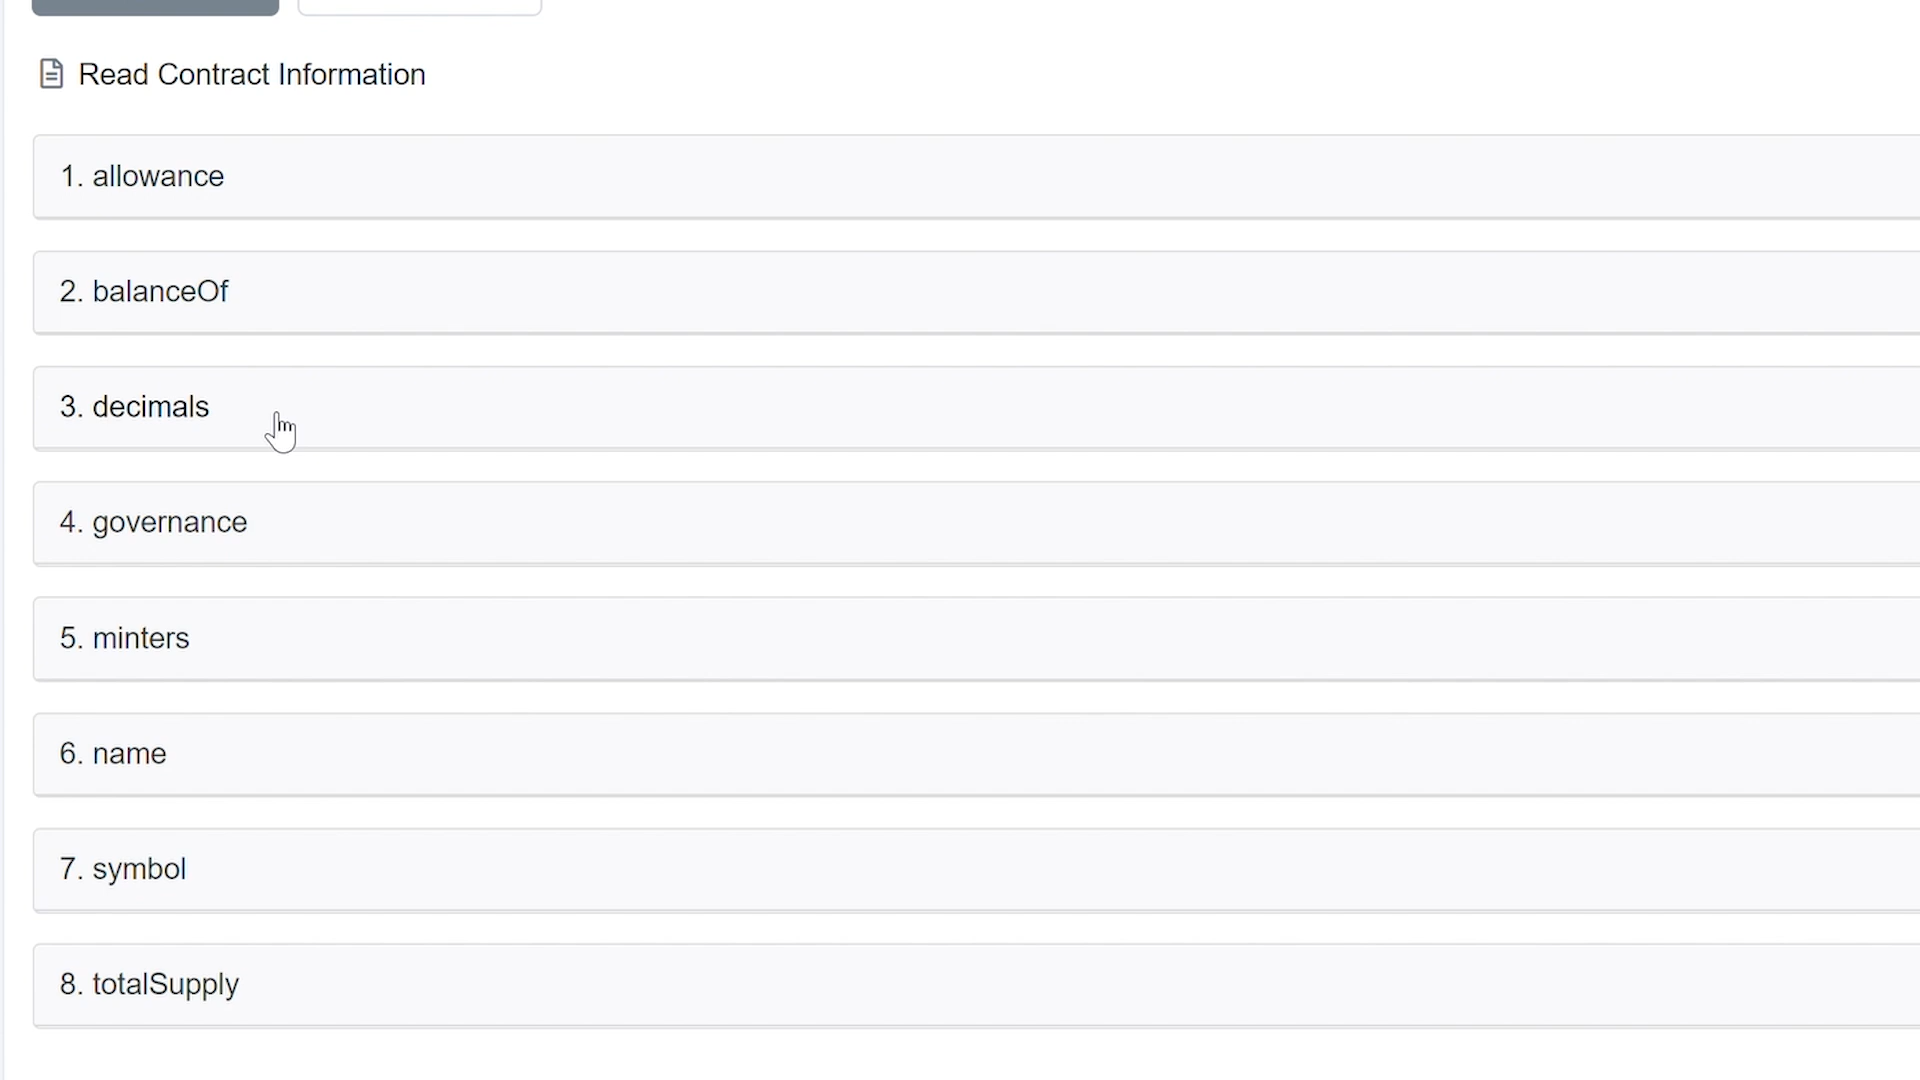 Read Contract Information
1. allowance
2. balanceOf
3. decimals
4. governance
5. minters
6. name
7. symbol
8. totalSupply